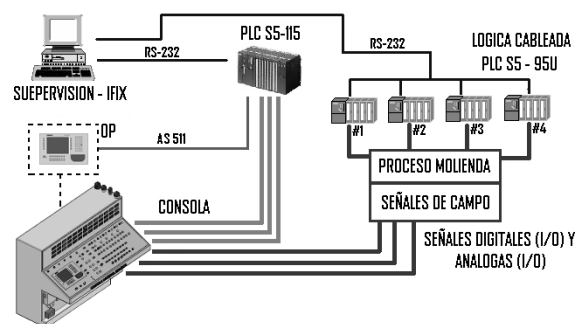 PLC S5-115
RS-232
RS-232
LOGICA CABLEADA
PLC S5 - 95U
SUEPERVISION - IFIX
#1
#2
#3
#4
OP
AS 511
PROCESO MOLIENDA
CONSOLA
SEÑALES DE CAMPO
SEÑALES DIGITALES (I/O) Y
ANALOGAS (I/O)